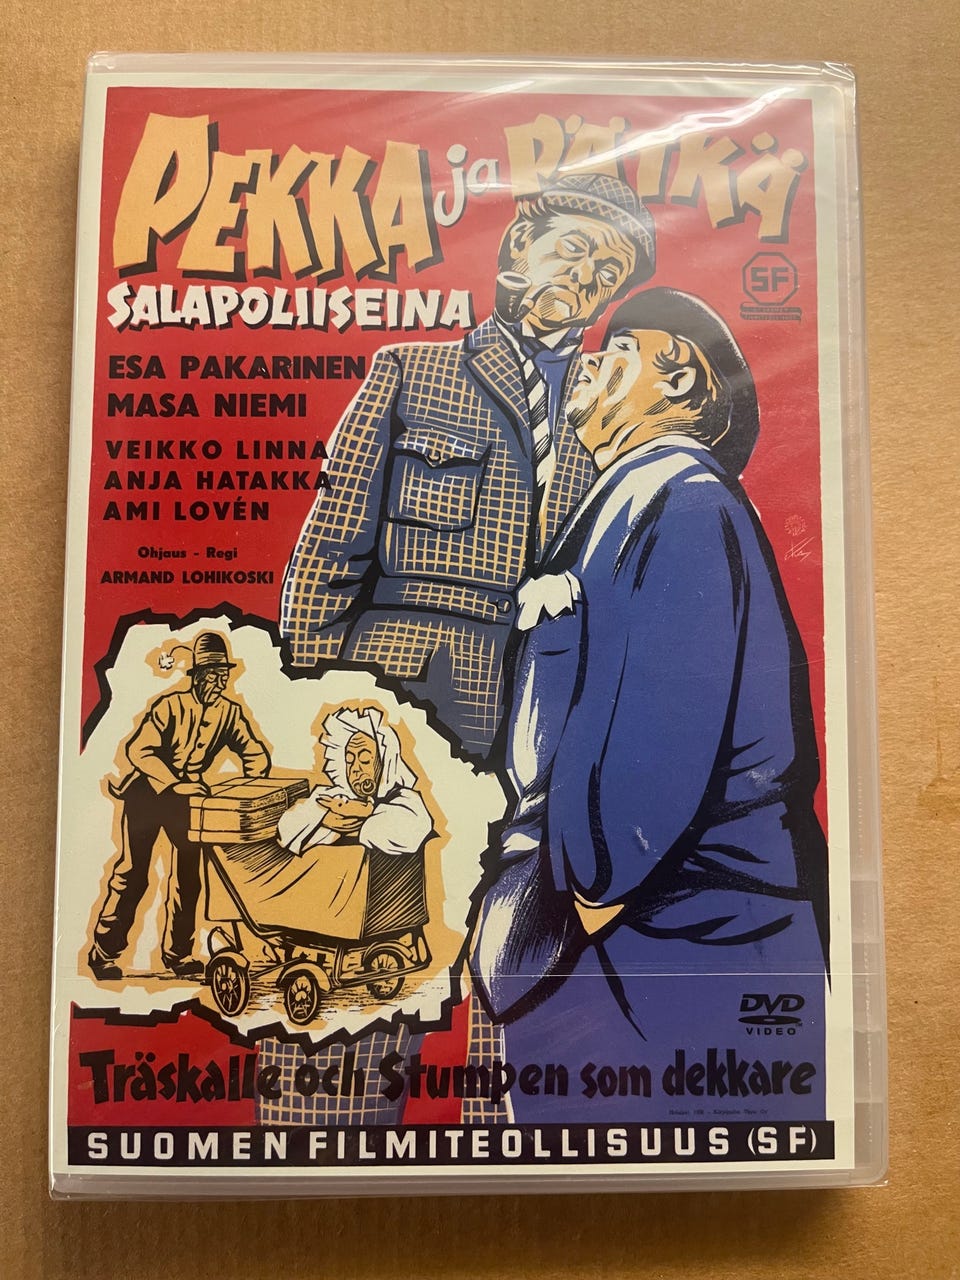 PEKKA ja PÄTKÄ
SALAPOLIISEINA
SF
ESA PAKARINEN
MASA NIEMI
VEIKKO LINNA
ANJA HATAKKA
AMI LOVÉN
Ohjaus - Regi
ARMAND LOHIKOSKI
DVD
VIDEO
Träskalle och Stumpen som dekkare
SUOMEN FILMITEOLLISUUS (SF)